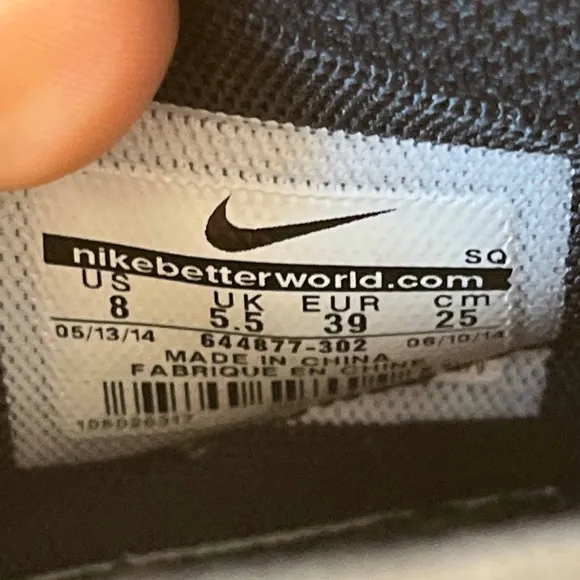 SQ
nikebetterworld.com
US UK EUR cm
8 5.5 39 25
05/13/14 644877-302 06/10/14
MADE IN CHINA
FABRIQUE EN CHINE